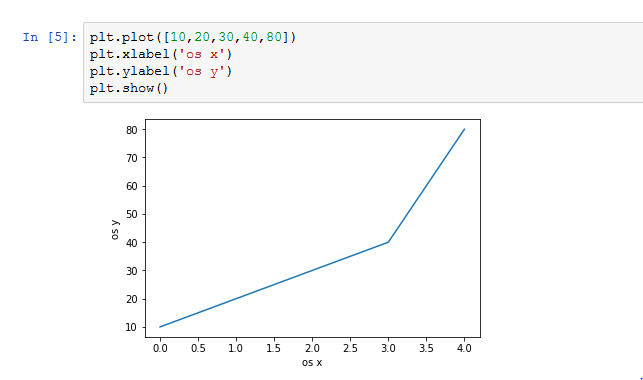 In [5]: plt.plot([10,20,30,40,80])
plt.xlabel('os x')
plt.ylabel('os y')
plt.show()
80
70
60
50
40
30
20
10
os y
0.0 0.5 1.0 1.5 2.0 2.5 3.0 3.5 4.0
os x